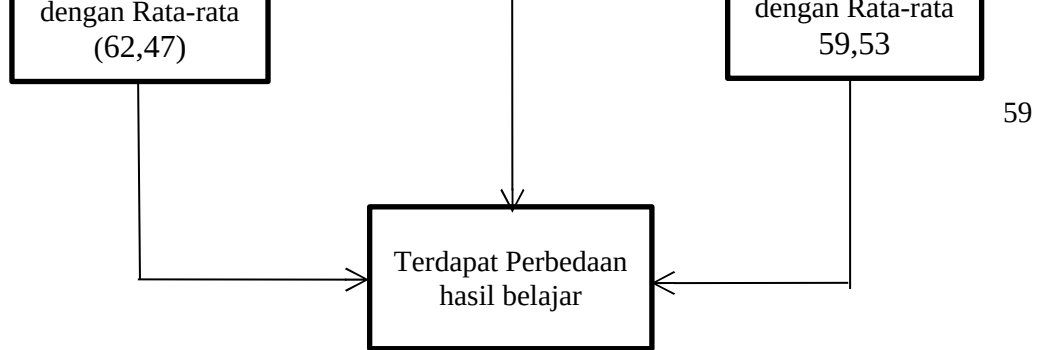 dengan Rata-rata
(62,47)
dengan Rata-rata
59,53
59
Terdapat Perbedaan
hasil belajar